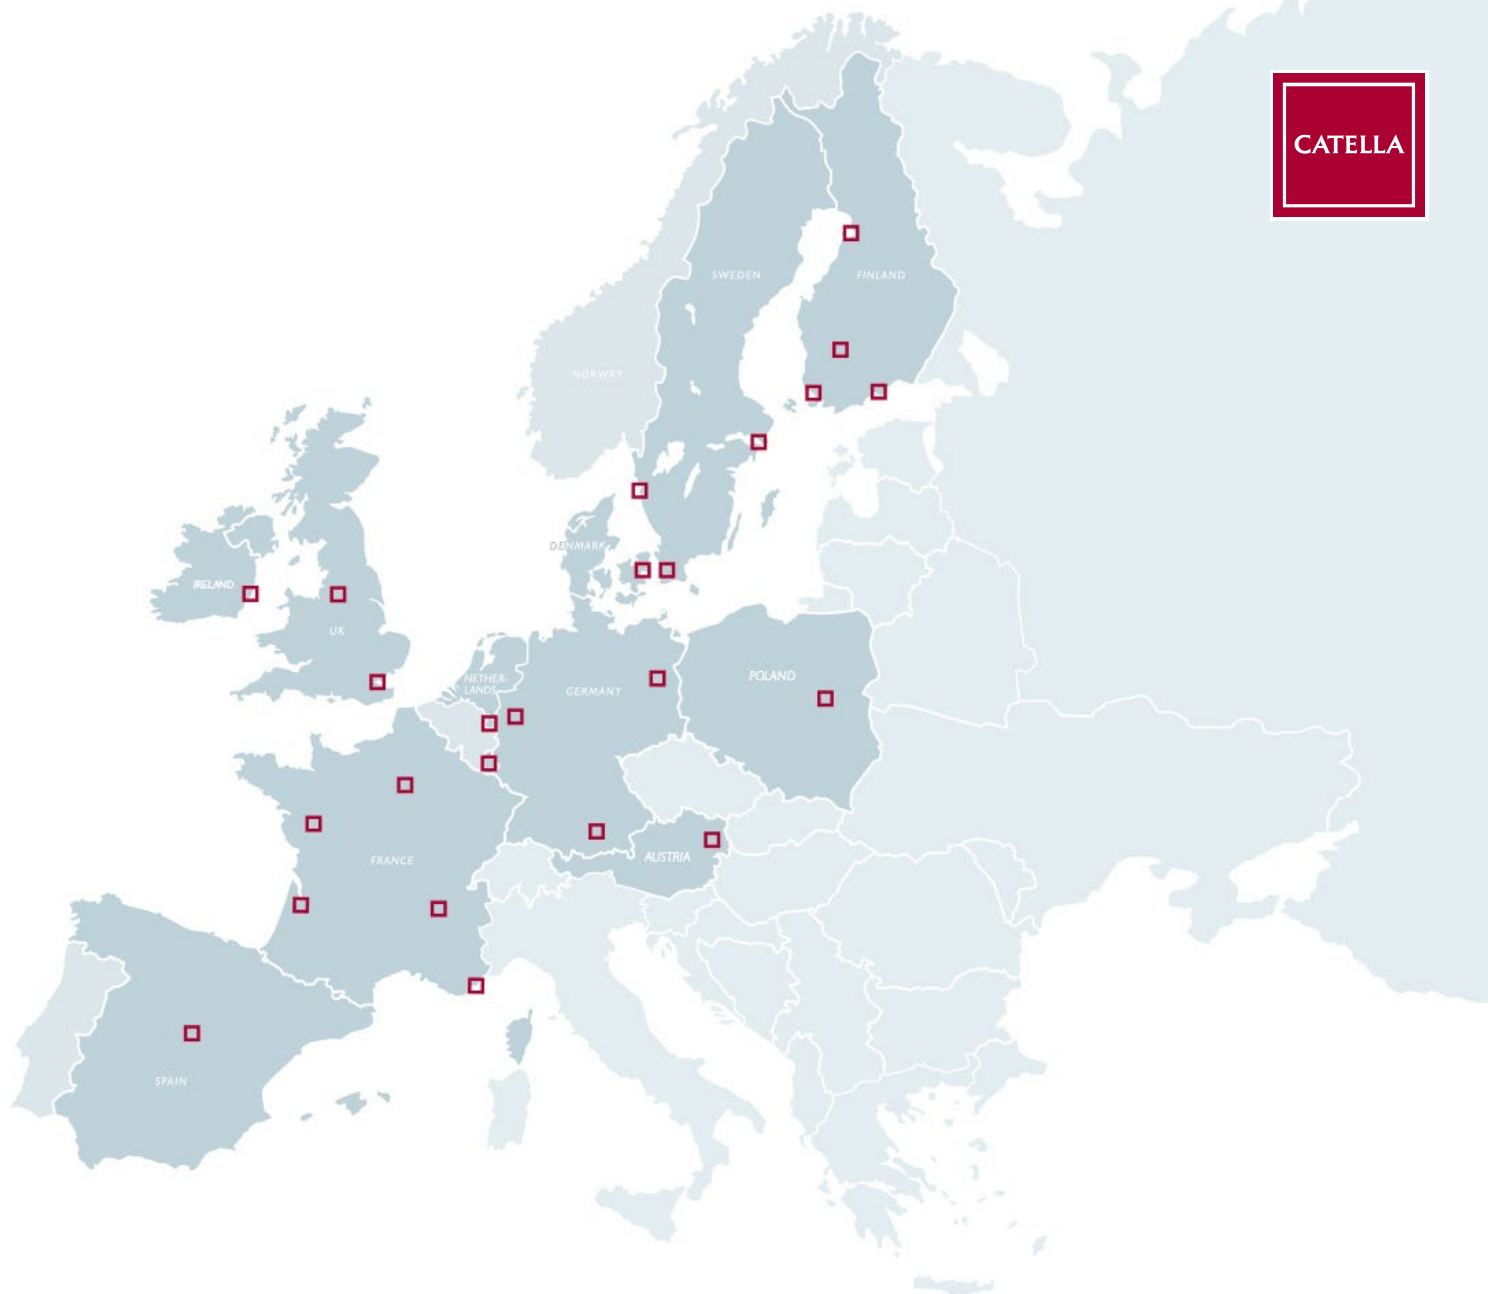 CATELLA
SWEDEN
FINLAND
NORWAY
DENMARK
IRELAND
UK
NETHER-
LANDS
GERMANY
POLAND
FRANCE
AUSTRIA
SPAIN